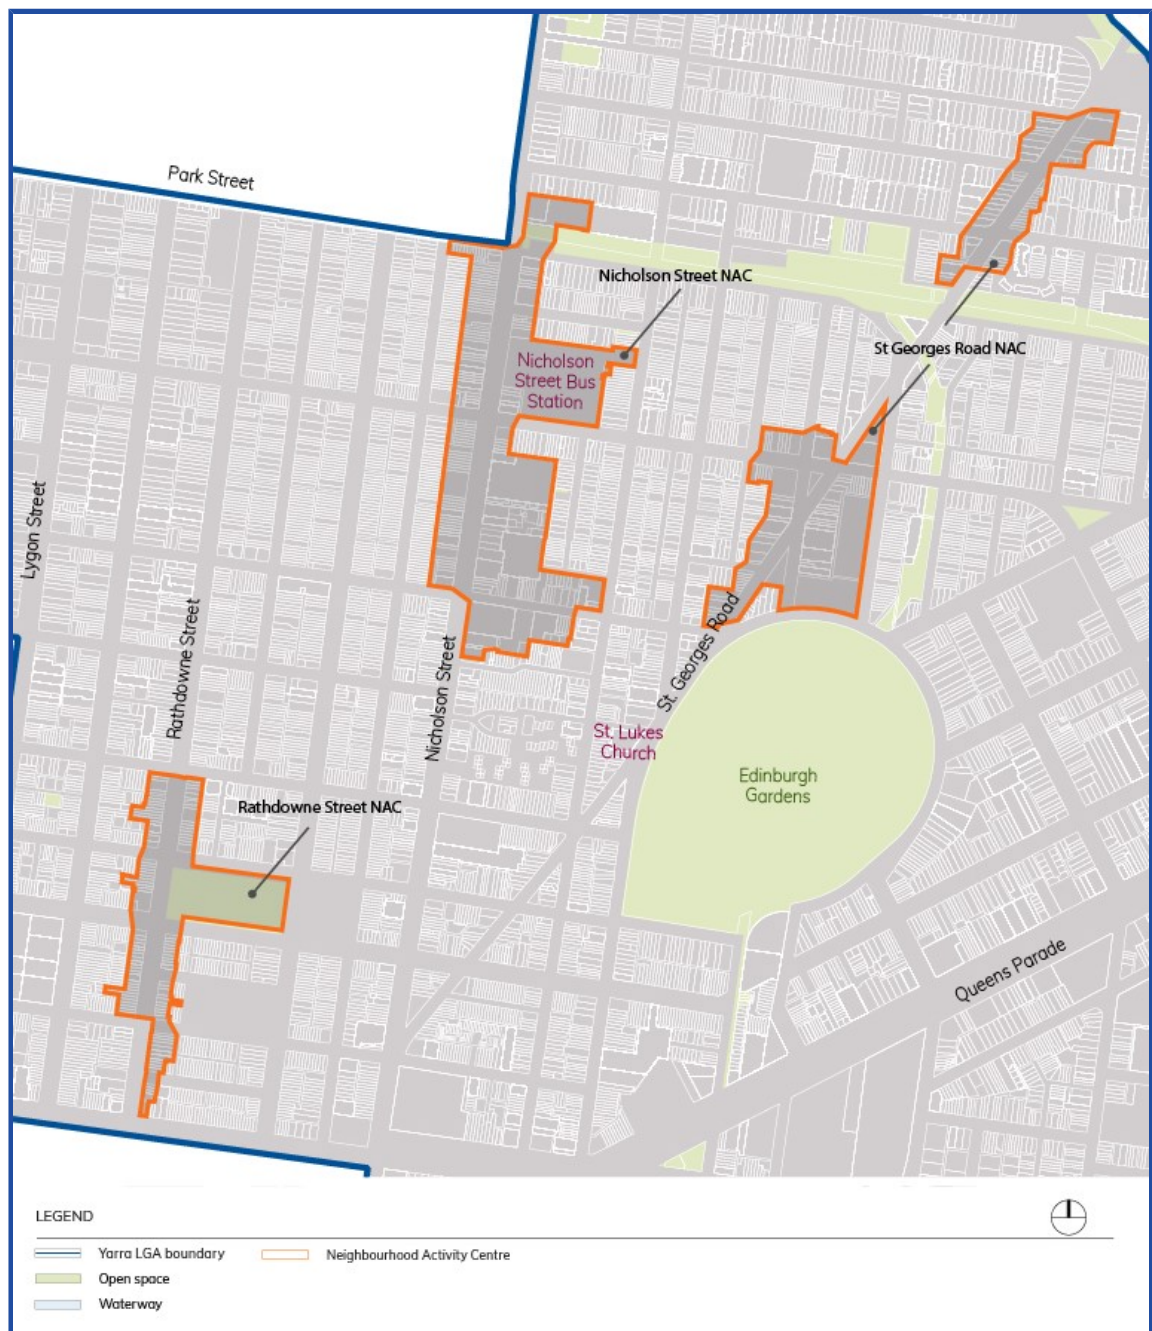 Park Street
Nicholson Street NAC
St Georges Road NAC
Nicholson
Street Bus
Station
Lygon Street
Rathdowne Street
Nicholson Street
St. Georges Road
St. Lukes
Church
Edinburgh
Gardens
Rathdowne Street NAC
Queens Parade
LEGEND
Yarra LGA boundary
Neighbourhood Activity Centre
Open space
Waterway